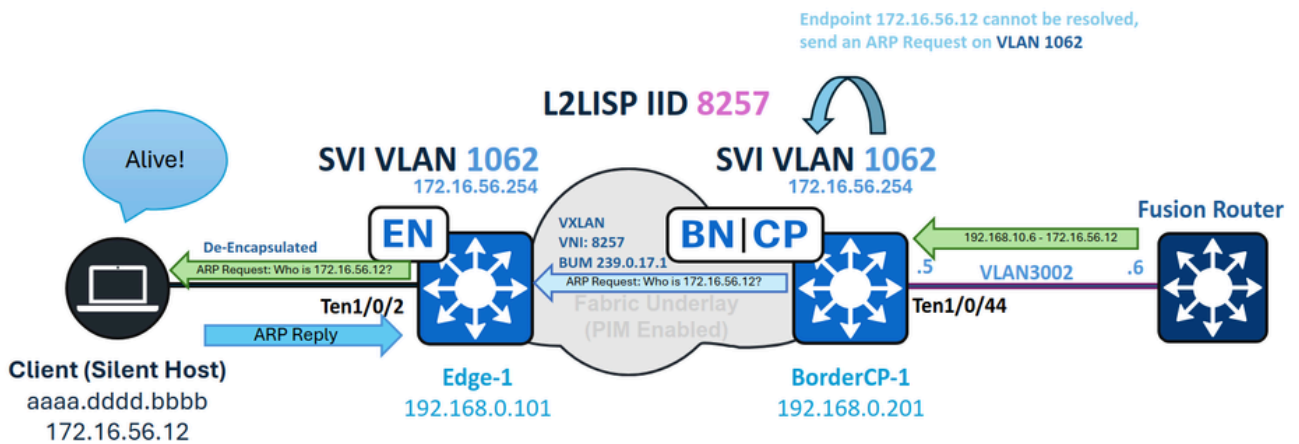 Endpoint 172.16.56.12 cannot be resolved,
send an ARP Request on VLAN 1062
L2LISP IID 8257
Alive!
SVI VLAN 1062
172.16.56.254
SVI VLAN 1062
172.16.56.254
Fusion Router
EN
VXLAN
VNI: 8257
BUM 239.0.17.1
BN|CP
192.168.10.6 - 172.16.56.12
De-Encapsulated
ARP Request: Who is 172.16.56.12?
ARP Request: Who is 172.16.56.12?
.5
VLAN3002
.6
Ten1/0/2
Fabric Underlay
(PIM Enabled)
Ten1/0/44
ARP Reply
Client (Silent Host)
aaaa.dddd.bbbb
172.16.56.12
Edge-1
192.168.0.101
BorderCP-1
192.168.0.201